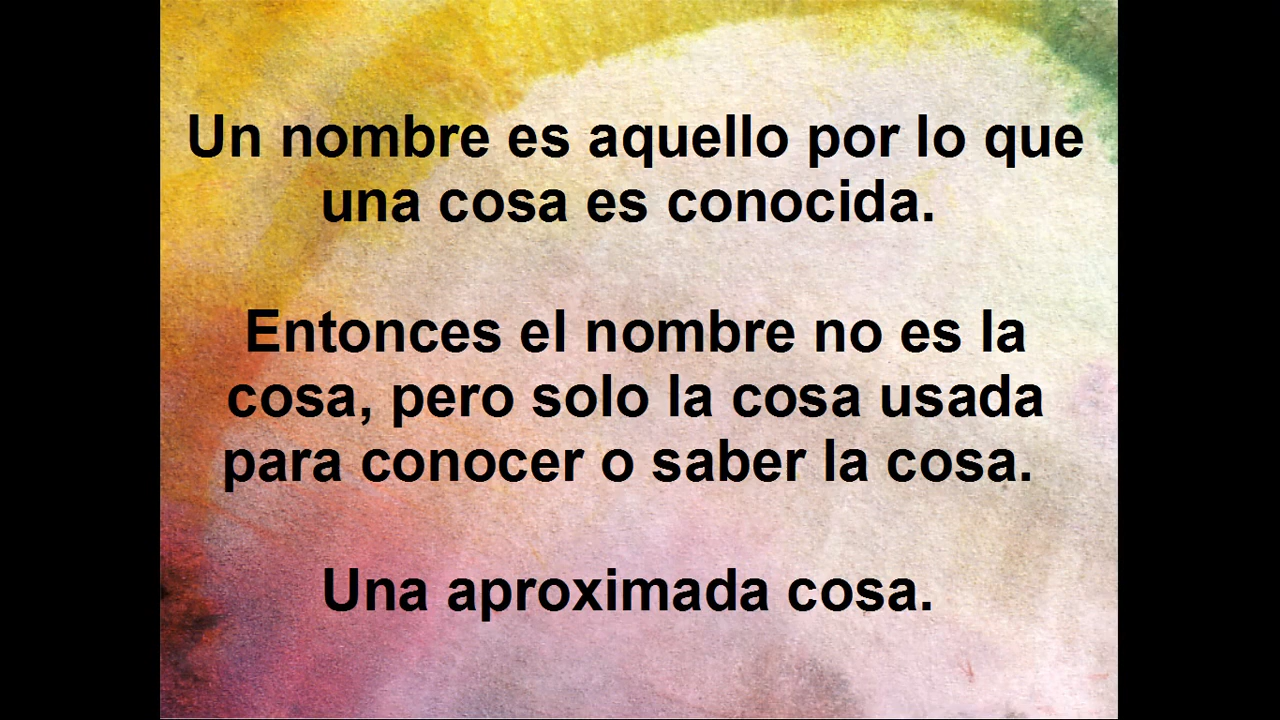 Un nombre es aquello por lo que
una cosa es conocida.
Entonces el nombre no es la
cosa, pero solo la cosa usada
para conocer o saber la cosa.
Una aproximada cosa.